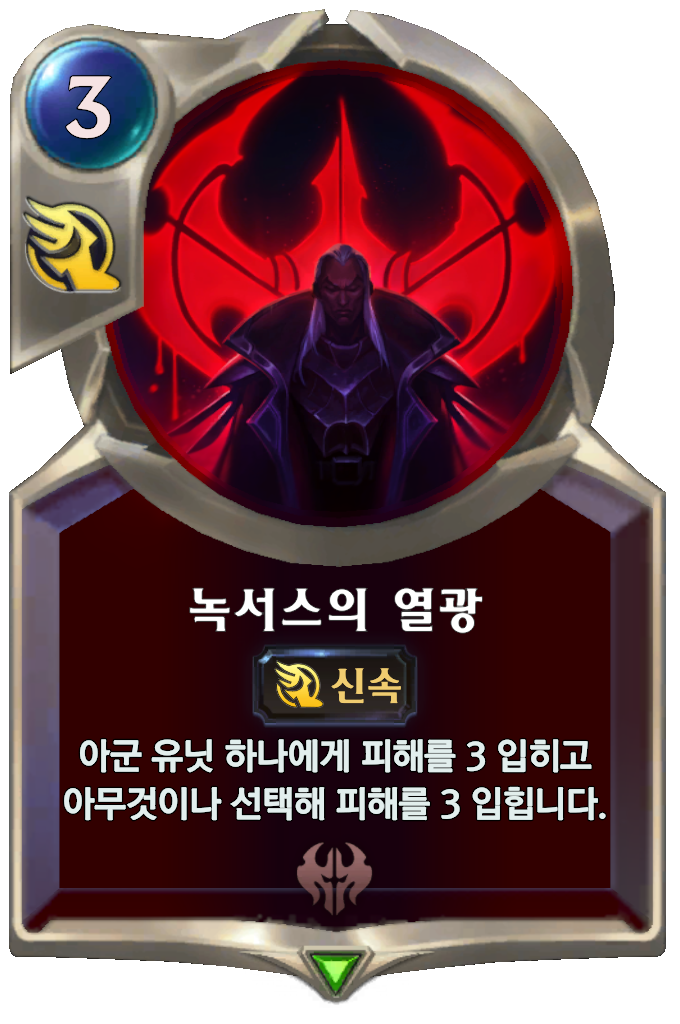 3
녹서스의 열광
신속
아군 유닛 하나에게 피해를 3 입히고
아무것이나 선택해 피해를 3 입힙니다.